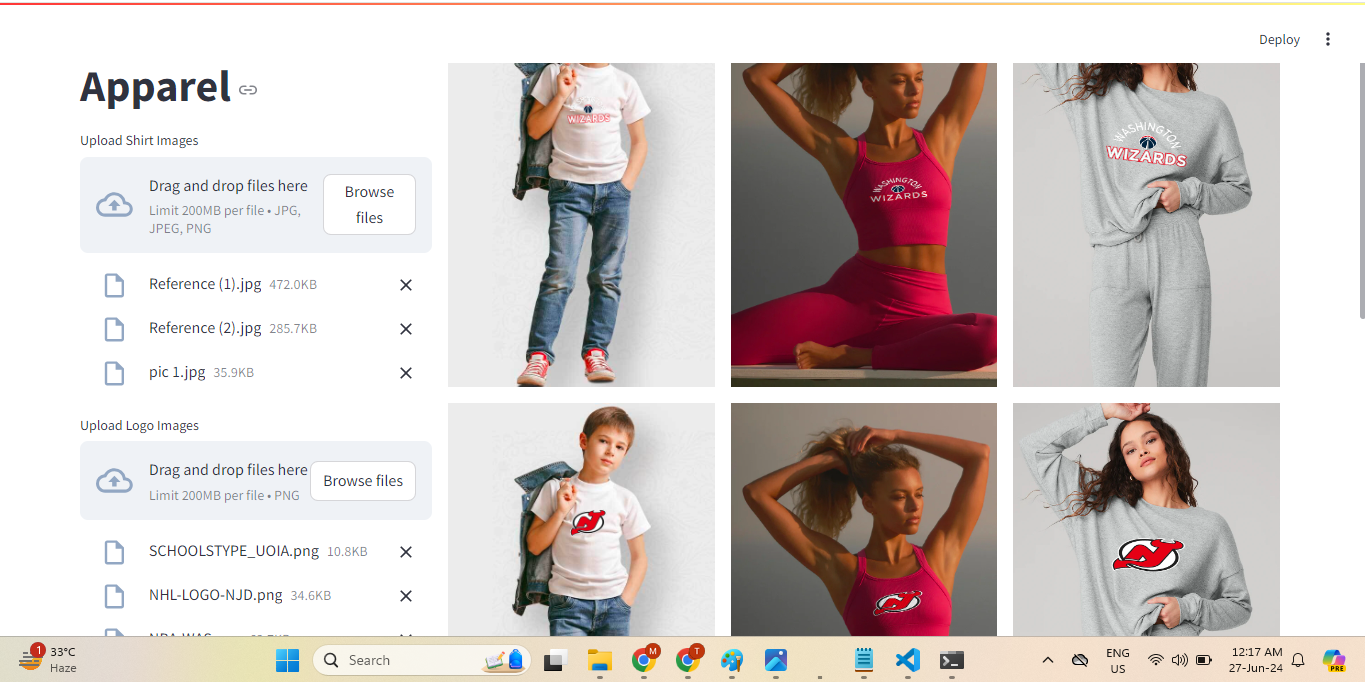 Deploy
Apparel
Upload Shirt Images
Drag and drop files here
Limit 200MB per file • JPG,
JPEG, PNG
Browse
files
Reference (1).jpg 472.0KB
Reference (2).jpg 285.7KB
pic 1.jpg 35.9KB
Upload Logo Images
Drag and drop files here
Limit 200MB per file • PNG
Browse files
SCHOOLSTYPE_UOIA.png 10.8KB
NHL-LOGO-NJD.png 34.6KB
WIZARDS
WASHINGTON
WIZARDS
WASHINGTON
WIZARDS
1
33°C
Haze
Search
M
T
ENG
US
12:17 AM
27-Jun-24
PRE